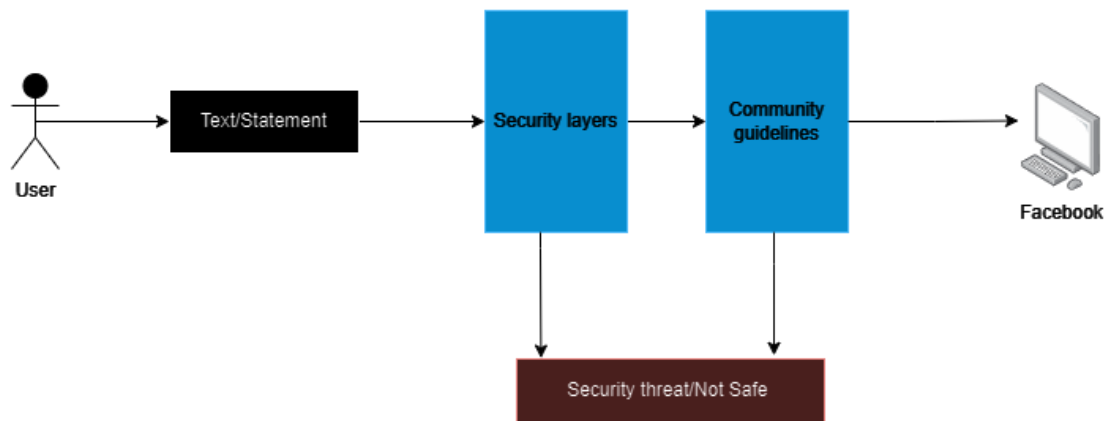 Text/Statement
Security layers
Community
guidelines
User
Facebook
Security threat/Not Safe